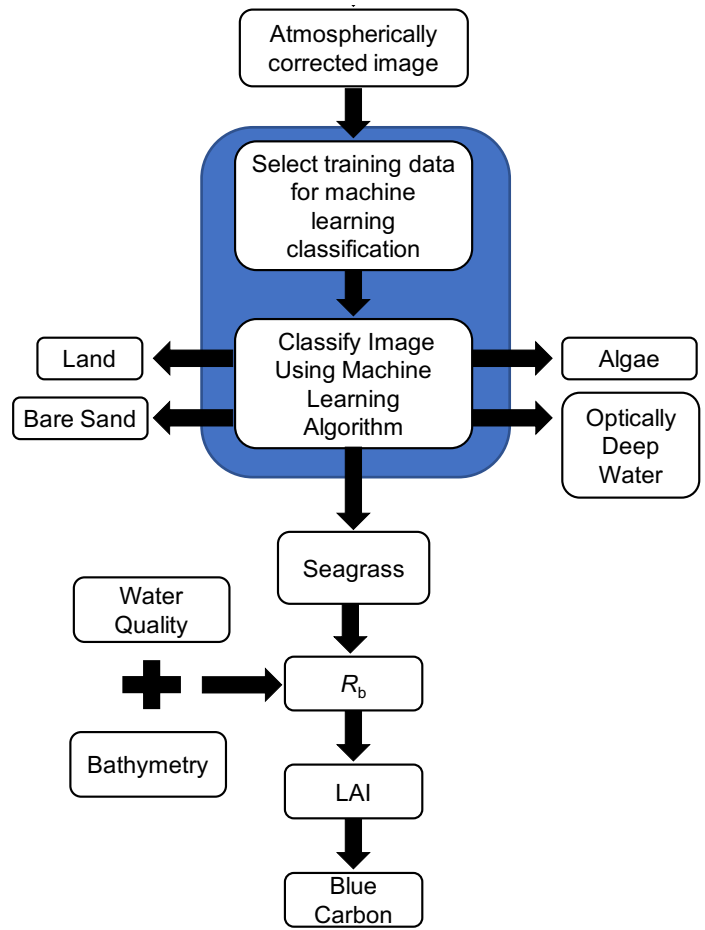 Atmospherically
corrected image
Select training data
for machine
learning
classification
Classify Image
Using Machine
Learning
Algorithm
Land
Bare Sand
Algae
Optically
Deep
Water
Seagrass
Water
Quality
Bathymetry
R_b
LAI
Blue
Carbon